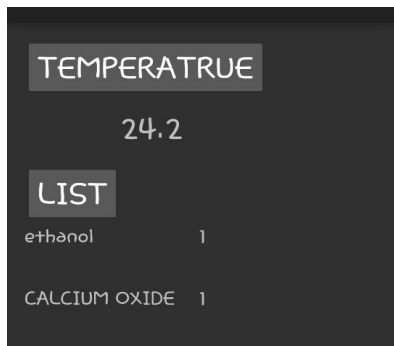 TEMPERATRUE
24.2
LIST
ethanol 1
CALCIUM OXIDE 1